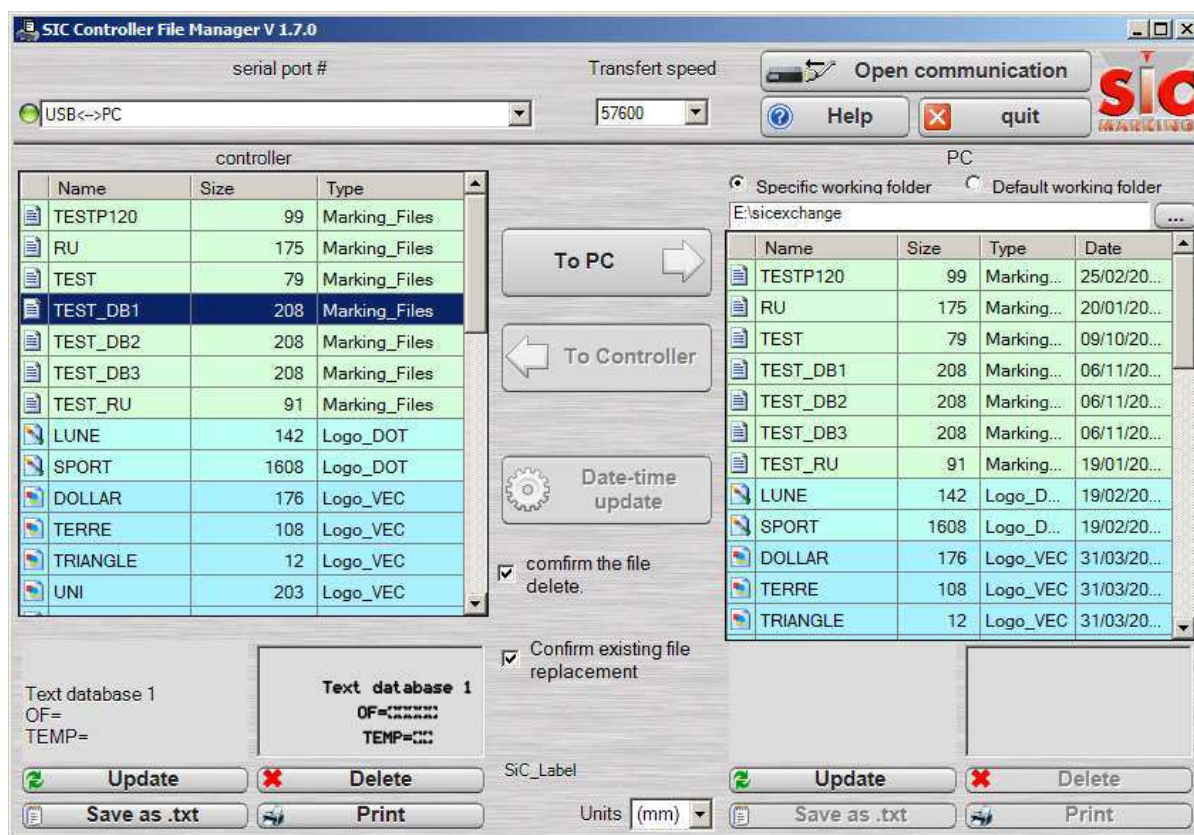 SIC Controller File Manager V 1.7.0
serial port #
Transfert speed
Open communication
USB<-->PC
57600
Help
quit
SIC
MARKING
controller
PC
Specific working folder
Default working folder
E:\sicexchange
...
Name Size Type
TESTP120 99 Marking_Files
RU 175 Marking_Files
TEST 79 Marking_Files
TEST_DB1 208 Marking_Files
TEST_DB2 208 Marking_Files
TEST_DB3 208 Marking_Files
TEST_RU 91 Marking_Files
LUNE 142 Logo_DOT
SPORT 1608 Logo_DOT
DOLLAR 176 Logo_VEC
TERRE 108 Logo_VEC
TRIANGLE 12 Logo_VEC
UNI 203 Logo_VEC
To PC
To Controller
Date-time
update
comfirm the file
delete.
Confirm existing file
replacement
Name Size Type Date
TESTP120 99 Marking... 25/02/20...
RU 175 Marking... 20/01/20...
TEST 79 Marking... 09/10/20...
TEST_DB1 208 Marking... 06/11/20...
TEST_DB2 208 Marking... 06/11/20...
TEST_DB3 208 Marking... 06/11/20...
TEST_RU 91 Marking... 19/01/20...
LUNE 142 Logo_D... 19/02/20...
SPORT 1608 Logo_D... 19/02/20...
DOLLAR 176 Logo_VEC 31/03/20...
TERRE 108 Logo_VEC 31/03/20...
TRIANGLE 12 Logo_VEC 31/03/20...
Text database 1
OF=
TEMP=
Text database 1
OF=
TEMP=
Update
Delete
Save as .txt
Print
SiC_Label
Units (mm)
Update
Delete
Save as .txt
Print